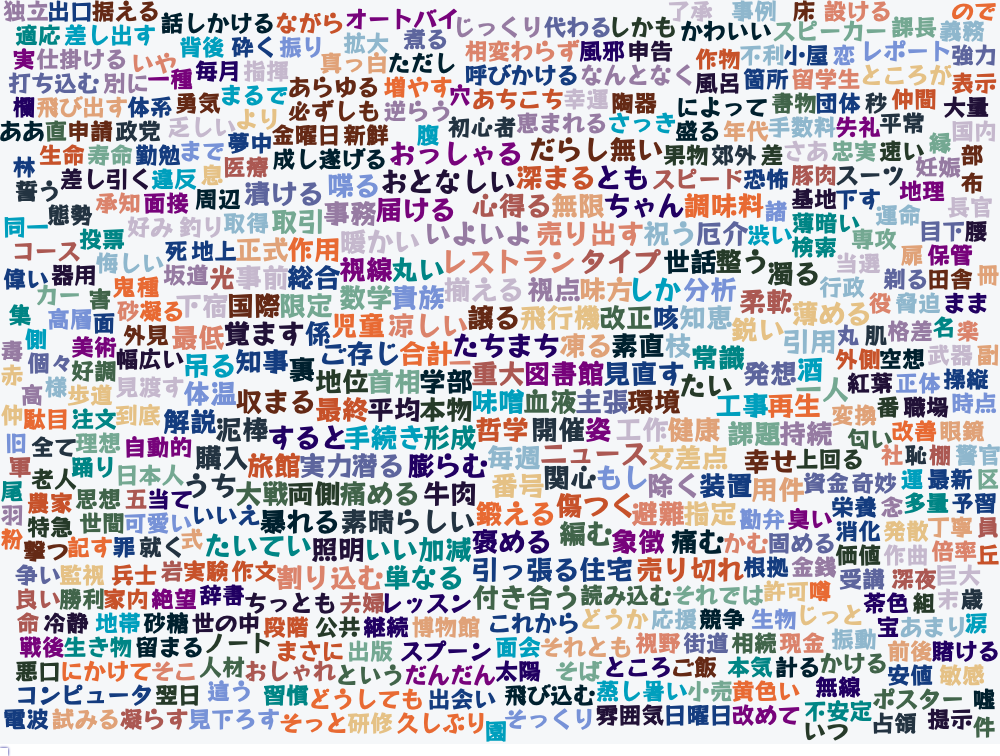 独立 出口 据える 話しかける ながら オートバイ じっくり 代わる しかも かわいい スピーカー 了承 事例 床 設ける 課長 義務 ので
適応 差し出す 背後 砕く 振り 拡大 煮る 相変わらず 風邪 申告 作物 不利 小屋 恋 レポート 強力
実 仕掛ける いや 毎月 指揮 真っ白 ただし 呼びかける なんとなく 風呂 箇所 留学生 ところが 表示
打ち込む 別に 一種 あらゆる 増やす 穴 あちこち 幸運 陶器 によって 書物 団体 秒 仲間 大量
欄 飛び出す 体系 勇気 まるで 必ずしも 逆らう 初心者 恵まれる さっき 盛る 年代 手数料 失礼 平常 国内
ああ 直 申請 政党 乏しい より 夢中 金曜日 新鮮 腹 おっしゃる だらし無い 果物 郊外 差 さあ 忠実 速い 縁 部
林 生命 寿命 勤勉 まで 息 医療 成し遂げる おとなしい 深まる とも スピード 恐怖 豚肉 スーツ 妊娠 布
誓う 差し引く 違反 周辺 漬ける 喋る 心得る 無限 ちゃん 調味料 諸 基地 下す 地理 長官
同一 態勢 承知 面接 好み 釣り 取得 取引 事務 届ける いよいよ 売り出す 祝う 厄介 渋い 薄暗い 運命 目下 腰
コース 投票 悔しい 死 地上 正式 作用 暖かい レストラン タイプ 世話 整う 濁る 検索 専攻 当選 扉 保管
偉い 器用 鬼 種 坂道 光 事前 総合 視線 丸い 揃える 視点 味方 しか 分析 柔軟 行政 剃る 田舎 冊
集 カー 害 砂 凝る 下宿 国際 限定 数学 貴族 譲る 飛行機 改正 咳 知恵 鋭い 薄める 役 脅迫 まま
側 高層 面 外見 最低 覚ます 係 児童 涼しい たちまち 凍る 素直 枝 常識 引用 丸 肌 格差 名 楽
毒 個々 美術 好調 幅広い 吊る 知事 裏 ご存じ 合計 重大 図書館 見直す たい 発想 酒 外側 空想 武器 副
赤 高 様 歩道 見渡す 体温 地位 首相 学部 味噌 血液 主張 環境 工事 再生 一人 紅葉 正体 操縦
仲 駄目 注文 到底 収まる 最終 平均 本物 哲学 開催 姿 工作 健康 課題 持続 変換 番 職場 時点
旧 全て 理想 自動的 解説 泥棒 すると 手続き 形成 ニュース 交差点 幸せ 上回る 匂い 改善 眼鏡
軍 老人 踊り 日本人 購入 旅館 実力 潜る 膨らむ 毎週 関心 もし 除く 装置 用件 資金 奇妙 社 恥 棚 警官
尾 農家 思想 五 当て うち 大戦 両側 痛める 牛肉 番号 傷つく 避難 指定 勘弁 臭い 栄養 念 運 最新 区 多量 予習
羽 特急 世間 可愛い いいえ 暴れる 素晴らしい 鍛える 編む 象徴 痛む かむ 固める 消化 発散 丁寧 員
粉 撃つ 記す 罪 就く 式 たいてい 照明 いい 加減 褒める 引っ張る 住宅 売り切れ 根拠 金銭 価値 作曲 倍率 丘
争い 監視 兵士 岩 実験 作文 割り込む 単なる 付き合う 読み込む それでは 許可 噂 受講 深夜 巨大
良い 勝利 家内 絶望 辞書 ちっとも 夫婦 レッスン これから どうか 応援 競争 生物 じっと 茶色 組 末 歳
命 冷静 地帯 砂糖 世の中 段階 公共 継続 博物館 面会 それとも 視野 街道 相続 現金 振動 宝 あまり 涙
戦後 生き物 留まる ノート まさに 出版 スプーン そば ところ ご飯 本気 計る かける 前後 賭ける
悪口 にかけて そこ 人材 おしゃれ という だんだん 太陽 飛び込む 蒸し暑い 小売 黄色い 無線 安値 敏感
コンピュータ 翌日 違う 習慣 どうしても 出会い そっくり 雰囲気 日曜日 改めて 不安定 ポスター 嘘
電波 試みる 凝らす 見下ろす そっと 研修 久しぶり 園 いつ 占領 提示 件